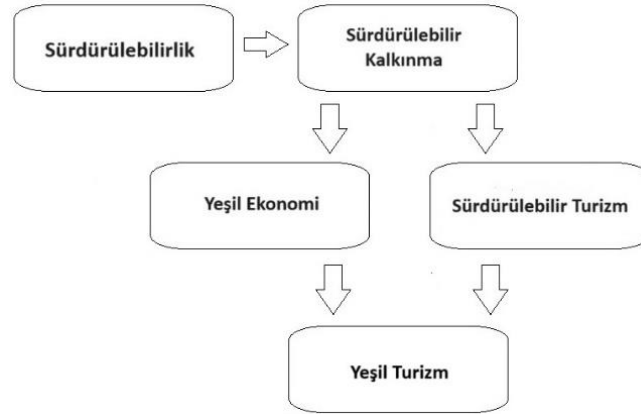 Sürdürülebilirlik
Sürdürülebilir
Kalkınma
Yeşil Ekonomi
Sürdürülebilir Turizm
Yeşil Turizm